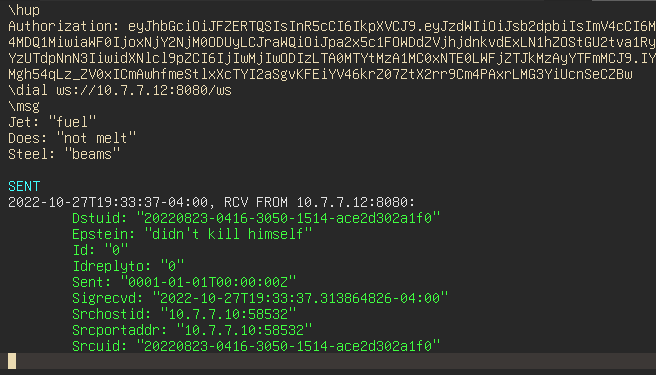 \hup
Authorization: eyJhbGciOiJFZERTQSIsInR5cCI6IkpXVCJ9.eyJzdWIiOiJsb2dpbiIsImV4cCI6M
\dial ws://10.7.7.12:8080/ws
\msg
Jet: "fuel"
Does: "not melt"
Steel: "beams"
SENT
2022-10-27T19:33:37-04:00, RCV FROM 10.7.7.12:8080:
Dstuid: "20220823-0416-3050-1514-ace2d302a1f0"
Epstein: "didn't kill himself"
Id: "0"
Idreplyto: "0"
Sent: "0001-01-01T00:00:00Z"
Sigrecvd: "2022-10-27T19:33:37.313864826-04:00"
Srchostid: "10.7.7.10:58532"
Srcportaddr: "10.7.7.10:58532"
Srcuid: "20220823-0416-3050-1514-ace2d302a1f0"